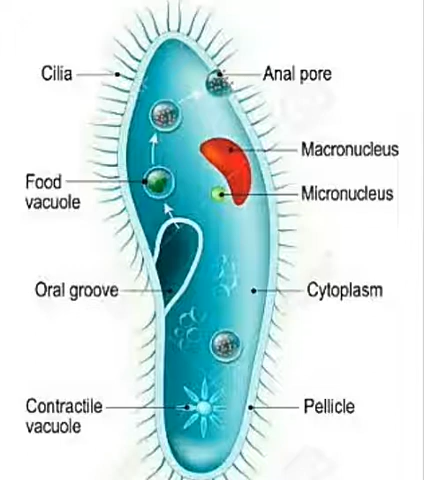 Cilia
Anal pore
Macronucleus
Food
vacuole
Micronucleus
Oral groove
Cytoplasm
Contractile
vacuole
Pellicle